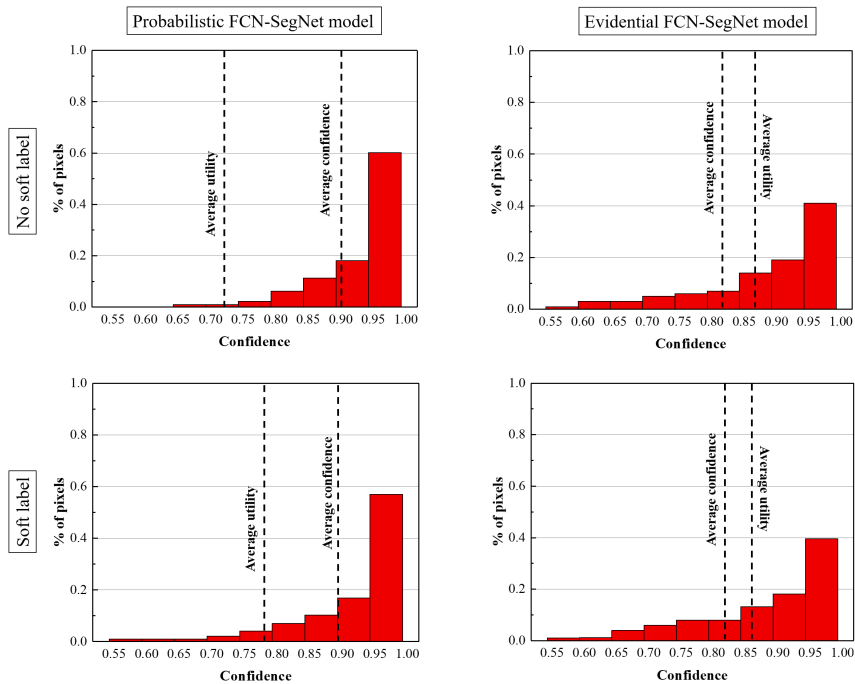 Probabilistic FCN-SegNet model
Evidential FCN-SegNet model
No soft label
% of pixels
1.0
0.8
0.6
0.4
0.2
0.0
Average utility
Average confidence
0.55 0.60 0.65 0.70 0.75 0.80 0.85 0.90 0.95 1.00
Confidence
% of pixels
1.0
0.8
0.6
0.4
0.2
0.0
Average confidence
Average utility
0.55 0.60 0.65 0.70 0.75 0.80 0.85 0.90 0.95 1.00
Confidence
Soft label
% of pixels
1.0
0.8
0.6
0.4
0.2
0.0
Average utility
Average confidence
0.55 0.60 0.65 0.70 0.75 0.80 0.85 0.90 0.95 1.00
Confidence
% of pixels
1.0
0.8
0.6
0.4
0.2
0.0
Average confidence
Average utility
0.55 0.60 0.65 0.70 0.75 0.80 0.85 0.90 0.95 1.00
Confidence